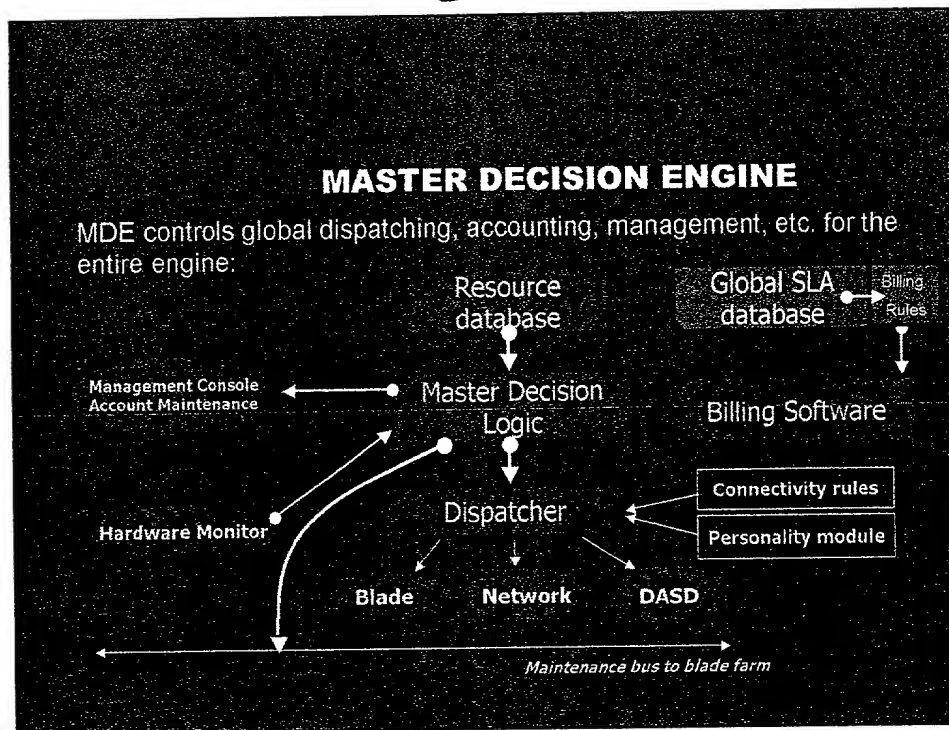 MASTER DECISION ENGINE
MDE controls global dispatching, accounting, management, etc. for the
entire engine:
Resource
database
Global SLA
database
Billing
Rules
Management Console
Account Maintenance
Master Decision
Logic
Billing Software
Hardware Monitor
Dispatcher
Connectivity rules
Personality module
Blade
Network
DASD
Maintenance bus to blade farm